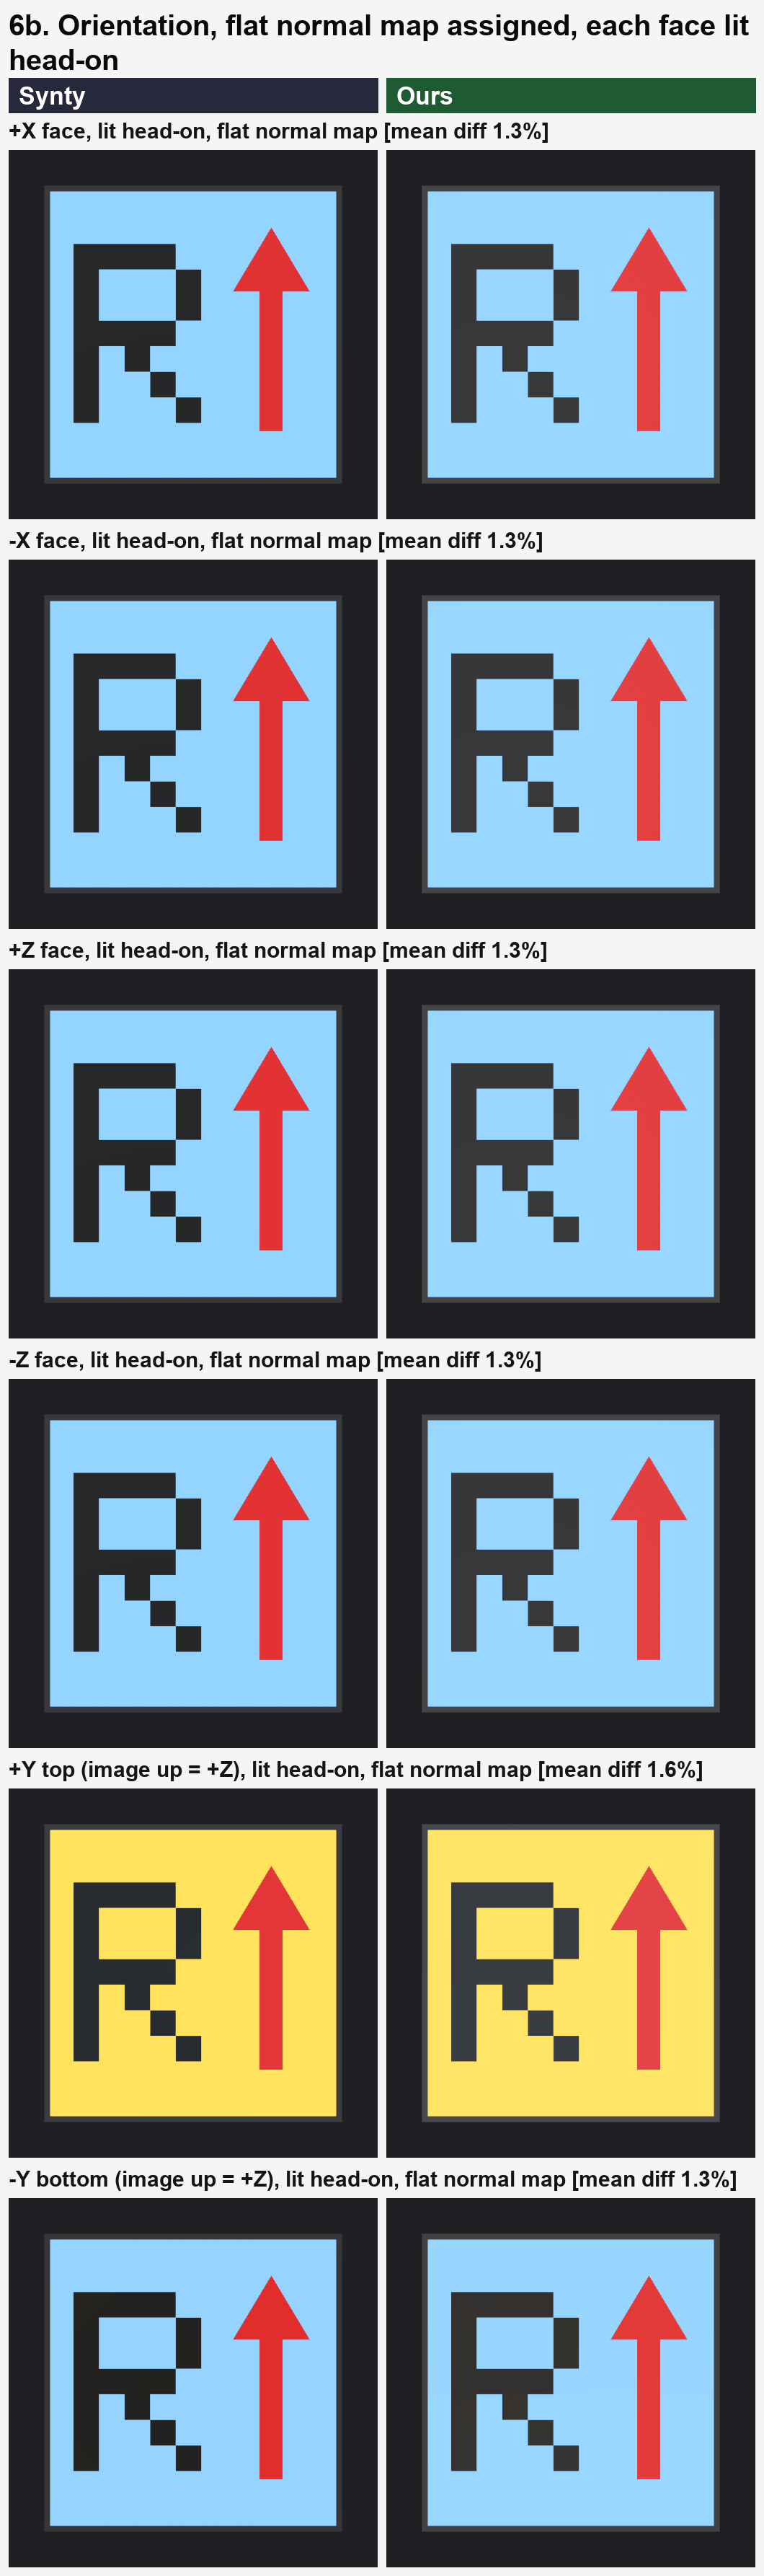 6b. Orientation, flat normal map assigned, each face lit
head-on
Synty
Ours
+X face, lit head-on, flat normal map [mean diff 1.3%]
R
R
-X face, lit head-on, flat normal map [mean diff 1.3%]
R
R
+Z face, lit head-on, flat normal map [mean diff 1.3%]
R
R
-Z face, lit head-on, flat normal map [mean diff 1.3%]
R
R
+Y top (image up = +Z), lit head-on, flat normal map [mean diff 1.6%]
R
R
-Y bottom (image up = +Z), lit head-on, flat normal map [mean diff 1.3%]
R
R